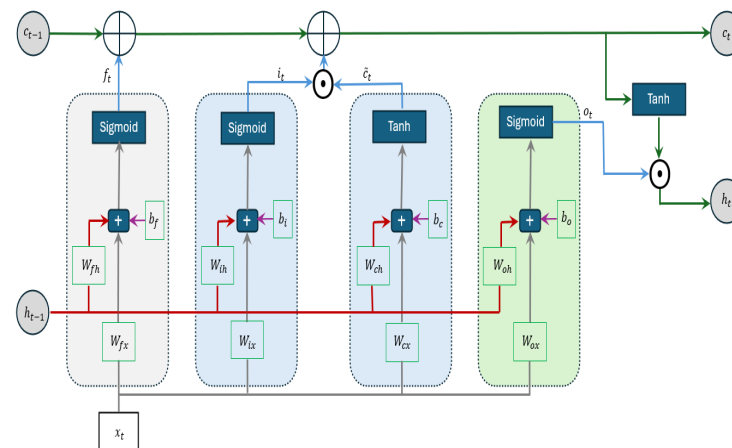 c_{t-1}
c_t
f_t
i_t
c̃_t
o_t
Sigmoid
Sigmoid
Tanh
Sigmoid
Tanh
+
b_f
+
b_i
+
b_c
+
b_o
h_t
W_{fh}
W_{ih}
W_{ch}
W_{oh}
h_{t-1}
W_{fx}
W_{ix}
W_{cx}
W_{ox}
x_t